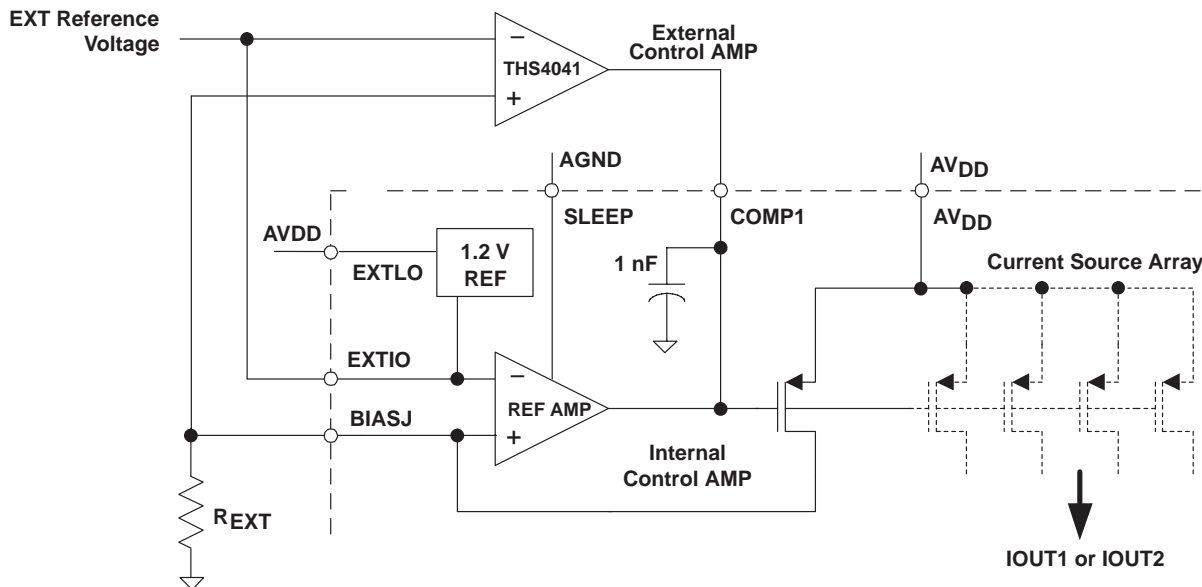 EXT Reference
Voltage
−
THS4041
+
External
Control AMP
AGND
AVDD
SLEEP
COMP1
AVDD
AVDD
EXTLO
1.2 V
REF
1 nF
Current Source Array
EXTIO
−
REF AMP
+
BIASJ
Internal
Control AMP
REXT
IOUT1 or IOUT2